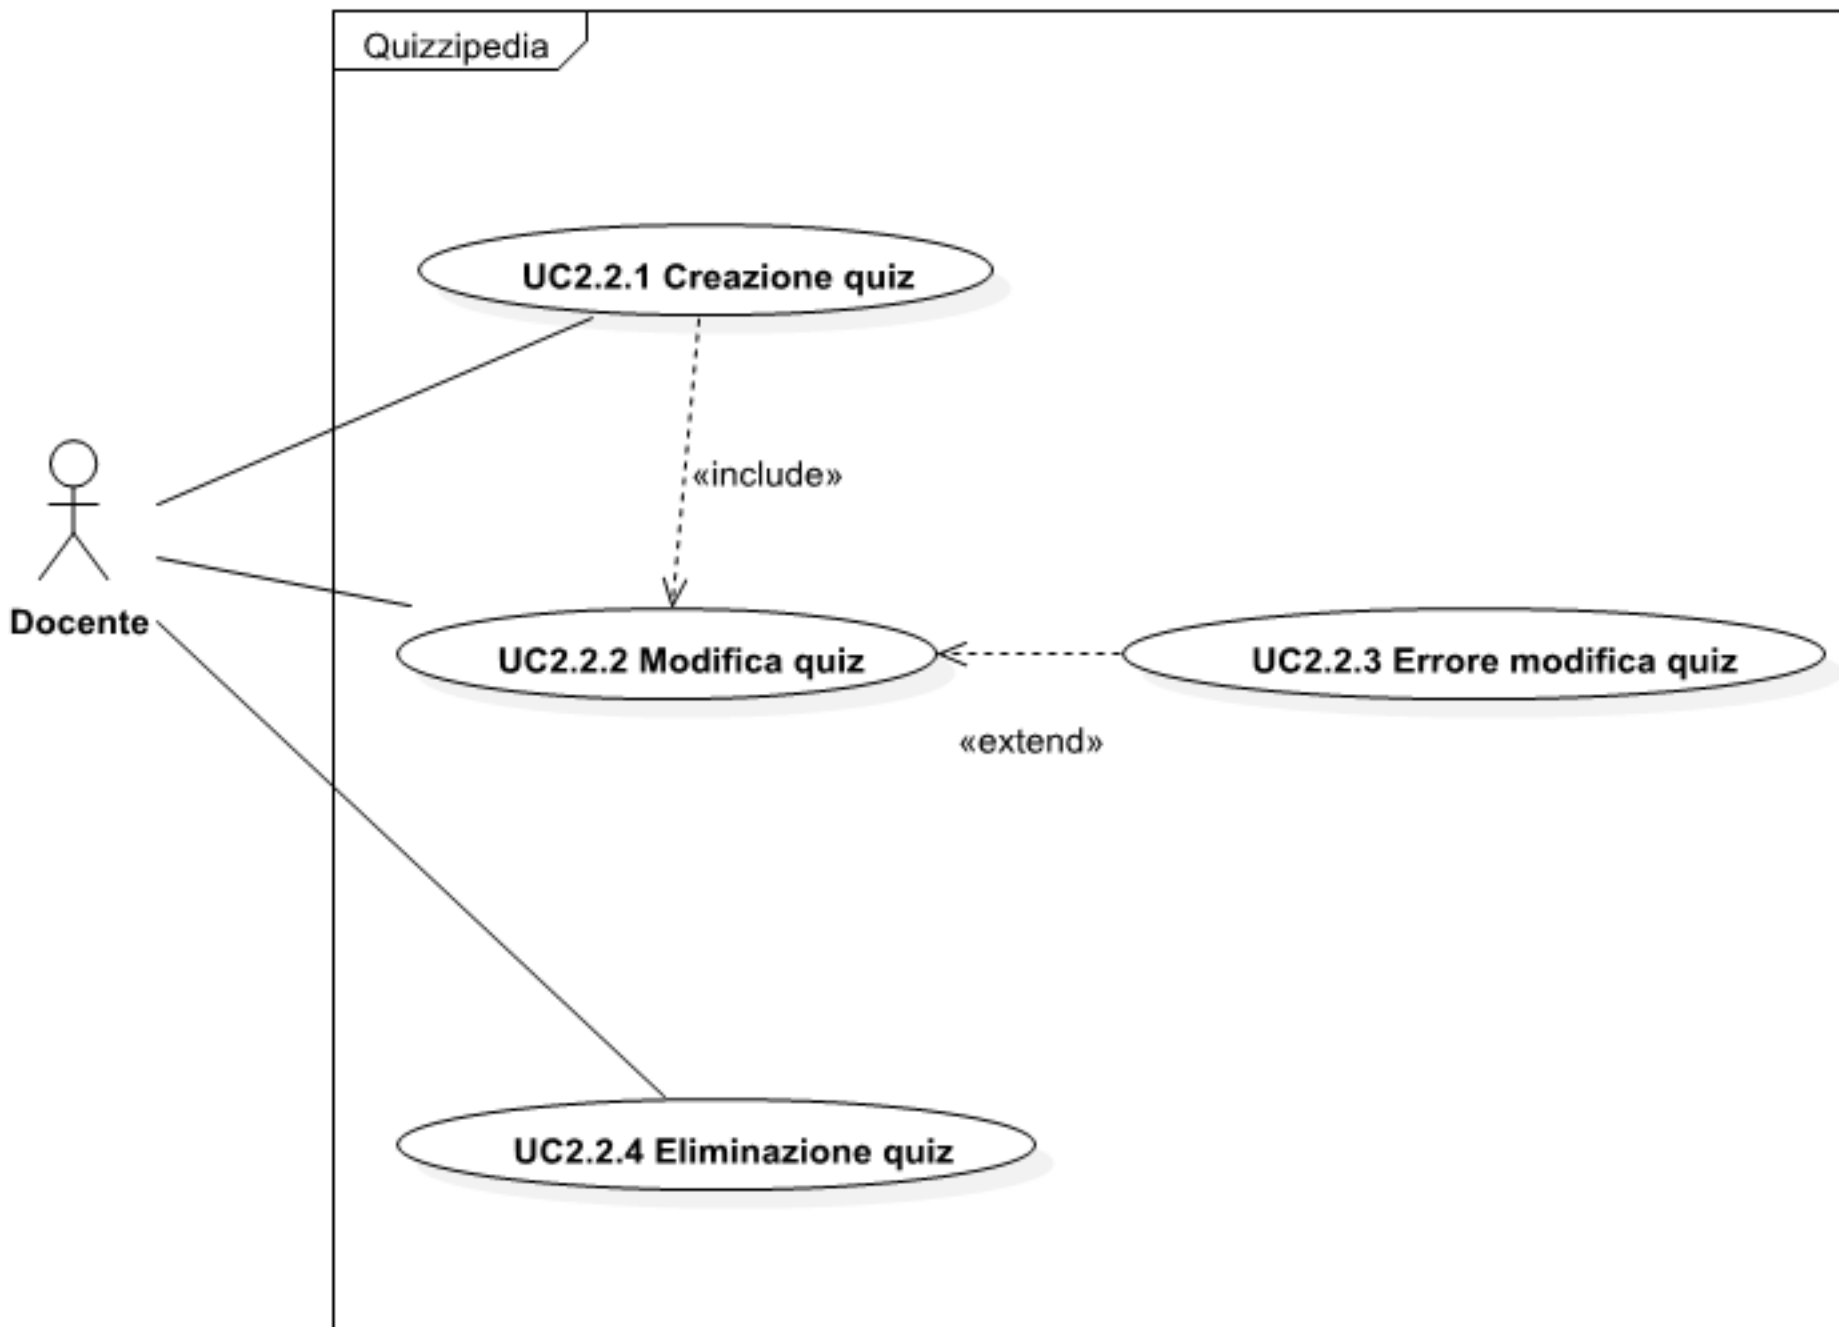 Quizzipedia
UC2.2.1 Creazione quiz
«include»
Docente
UC2.2.2 Modifica quiz
UC2.2.3 Errore modifica quiz
«extend»
UC2.2.4 Eliminazione quiz